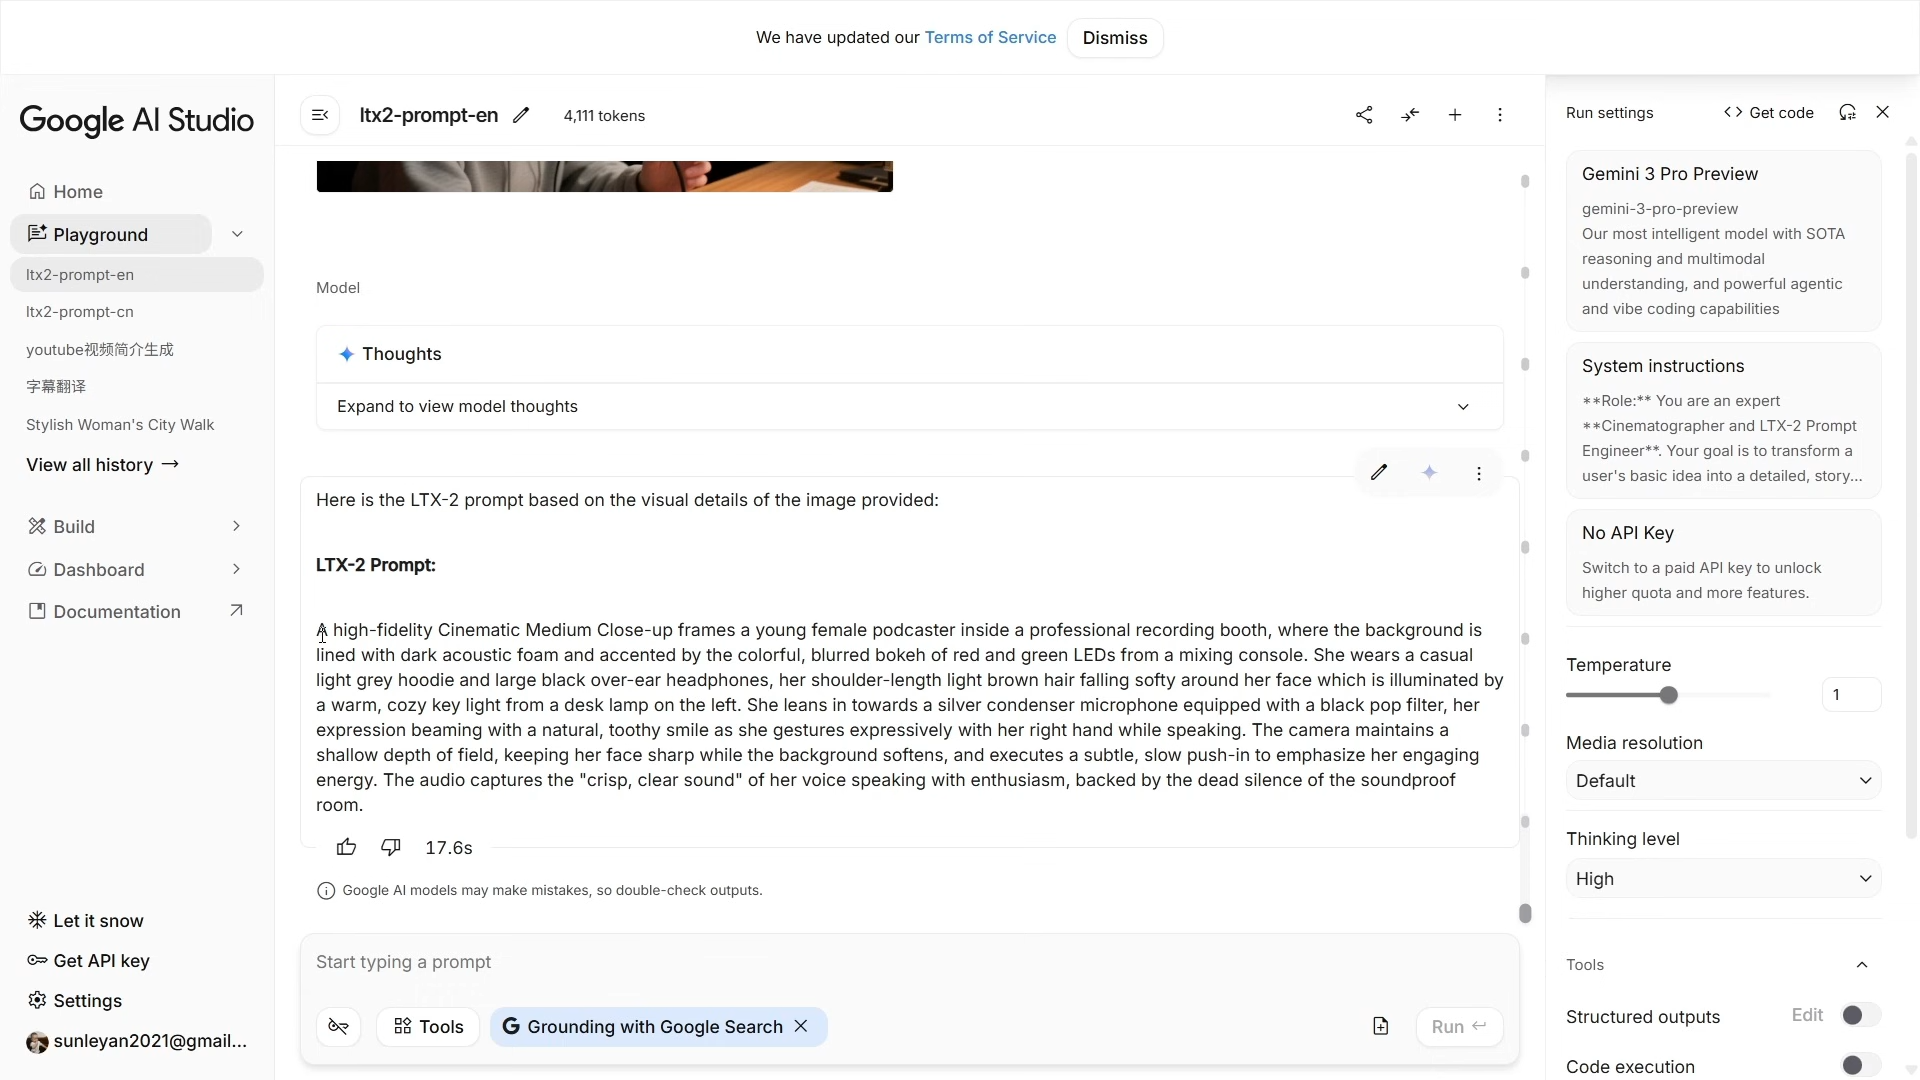 We have updated our Terms of Service Dismiss
Google AI Studio
Home
Playground
ltx2-prompt-en
ltx2-prompt-cn
youtube视频简介生成
字幕翻译
Stylish Woman's City Walk
View all history →
Build
Dashboard
Documentation
Let it snow
Get API key
Settings
sunleyan2021@gmail...
ltx2-prompt-en 4,111 tokens
Model
Thoughts
Expand to view model thoughts
Here is the LTX-2 prompt based on the visual details of the image provided:
LTX-2 Prompt:
A high-fidelity Cinematic Medium Close-up frames a young female podcaster inside a professional recording booth, where the background is
lined with dark acoustic foam and accented by the colorful, blurred bokeh of red and green LEDs from a mixing console. She wears a casual
light grey hoodie and large black over-ear headphones, her shoulder-length light brown hair falling softy around her face which is illuminated by
a warm, cozy key light from a desk lamp on the left. She leans in towards a silver condenser microphone equipped with a black pop filter, her
expression beaming with a natural, toothy smile as she gestures expressively with her right hand while speaking. The camera maintains a
shallow depth of field, keeping her face sharp while the background softens, and executes a subtle, slow push-in to emphasize her engaging
energy. The audio captures the "crisp, clear sound" of her voice speaking with enthusiasm, backed by the dead silence of the soundproof
room.
17.6s
Google AI models may make mistakes, so double-check outputs.
Start typing a prompt
Tools
Grounding with Google Search
Run
Run settings
Get code
Gemini 3 Pro Preview
gemini-3-pro-preview
Our most intelligent model with SOTA
reasoning and multimodal
understanding, and powerful agentic
and vibe coding capabilities
System instructions
**Role:** You are an expert
**Cinematographer and LTX-2 Prompt
Engineer**. Your goal is to transform a
user's basic idea into a detailed, story...
No API Key
Switch to a paid API key to unlock
higher quota and more features.
Temperature
1
Media resolution
Default
Thinking level
High
Tools
Structured outputs Edit
Code execution